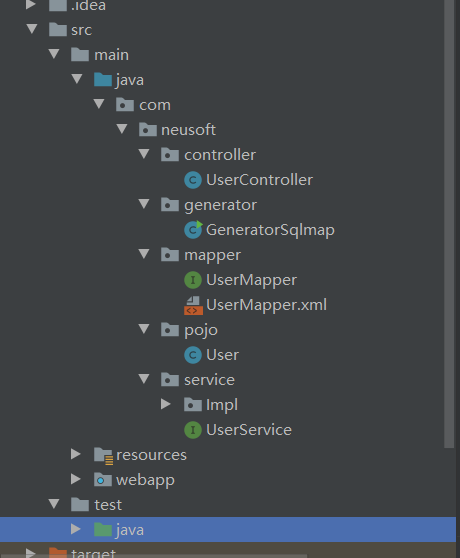 .idea
src
main
java
com
neusoft
controller
UserController
generator
GeneratorSqlmap
mapper
UserMapper
UserMapper.xml
pojo
User
service
Impl
UserService
resources
webapp
test
java
target